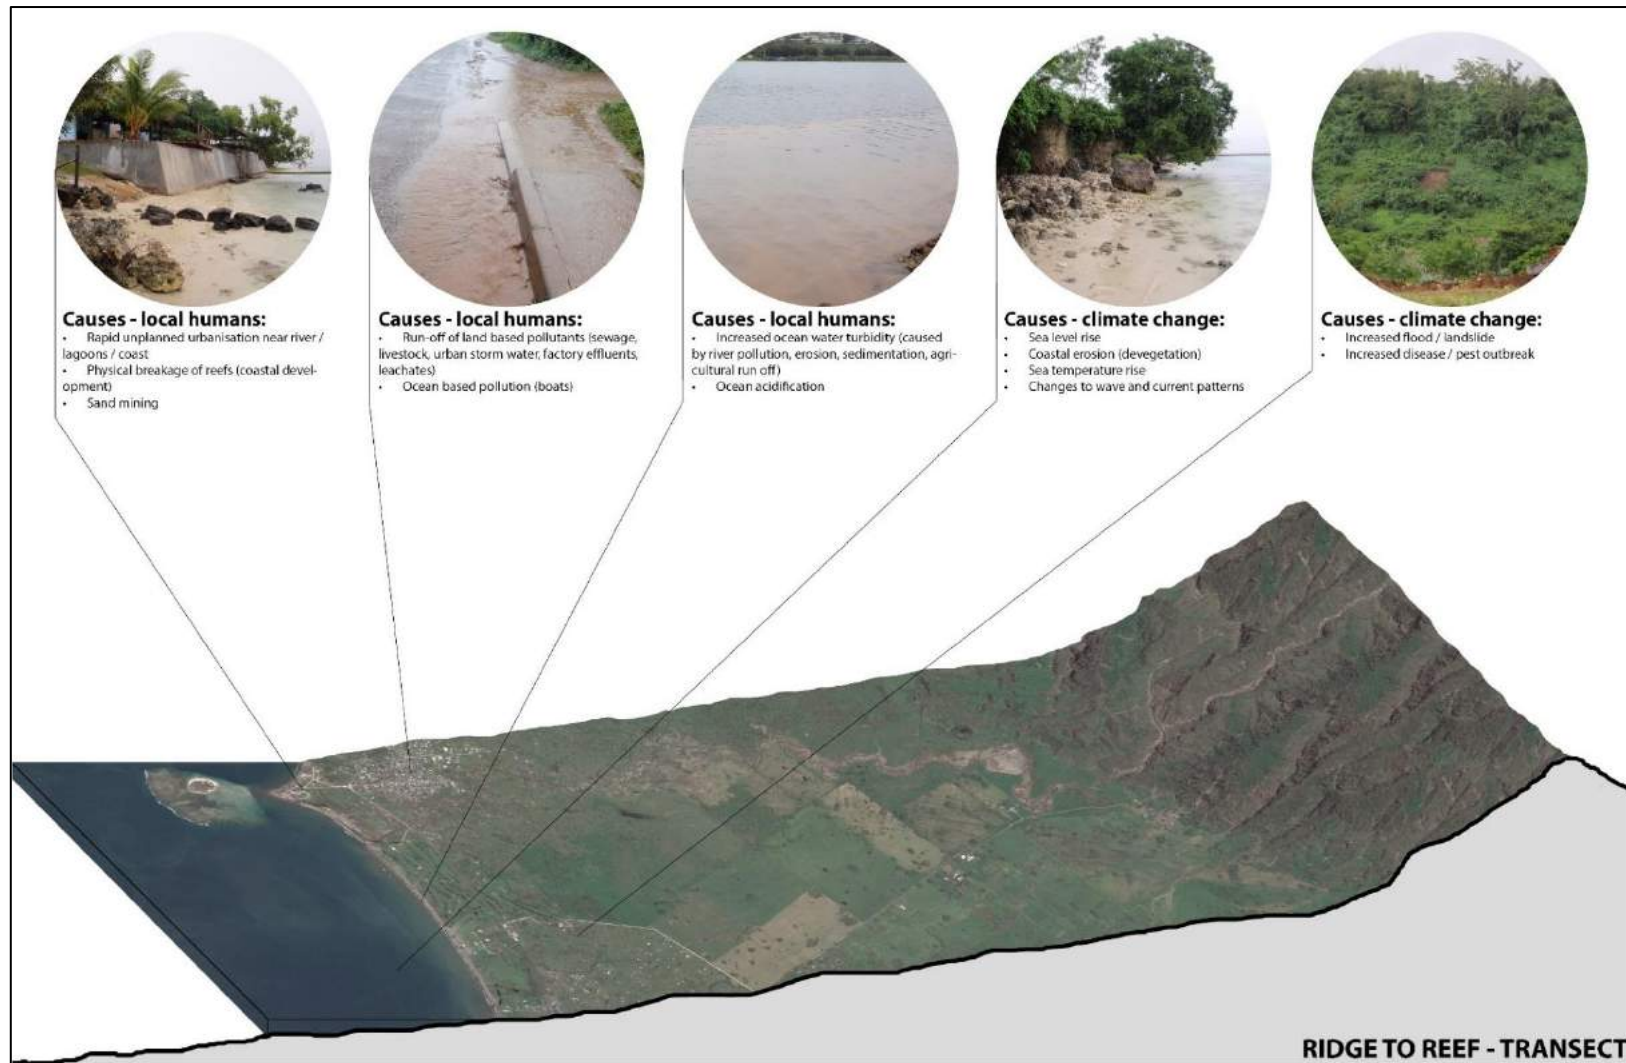 Causes - local humans:
• Rapid unplanned urbanisation near river /
lagoons / coast
• Physical breakage of reefs (coastal devel-
opment)
• Sand mining
Causes - local humans:
• Run-off of land based pollutants (sewage,
livestock, urban storm water, factory effluents,
leachates)
• Ocean based pollution (boats)
Causes - local humans:
• Increased ocean water turbidity (caused
by river pollution, erosion, sedimentation, agri-
cultural run off)
• Ocean acidification
Causes - climate change:
• Sea level rise
• Coastal erosion (devegetation)
• Sea temperature rise
• Changes to wave and current patterns
Causes - climate change:
• Increased flood / landslide
• Increased disease / pest outbreak
RIDGE TO REEF - TRANSECT